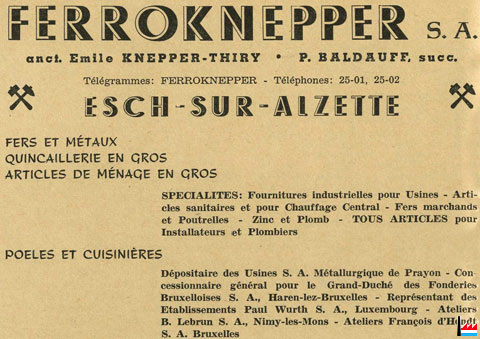 FERROKNEPPER S. A.
anct. Emile KNEPPER-THIRY • P. BALDAUFF, succ.
Télégrammes: FERROKNEPPER - Téléphones: 25-01, 25-02
ESCH-SUR-ALZETTE
FERS ET MÉTAUX
QUINCAILLERIE EN GROS
ARTICLES DE MÉNAGE EN GROS
SPECIALITES: Fournitures industrielles pour Usines - Arti-
cles sanitaires et pour Chauffage Central - Fers marchands
et Poutrelles - Zinc et Plomb - TOUS ARTICLES pour
Installateurs et Plombiers
POELES ET CUISINIÈRES
Dépositaire des Usines S. A. Métallurgique de Prayon - Con-
cessionnaire général pour le Grand-Duché des Fonderies
Bruxelloises S. A., Haren-lez-Bruxelles - Représentant des
Etablissements Paul Wurth S. A., Luxembourg - Ateliers
B. Lebrun S. A., Nimy-les-Mons - Ateliers François d'Hondt
S. A. Bruxelles